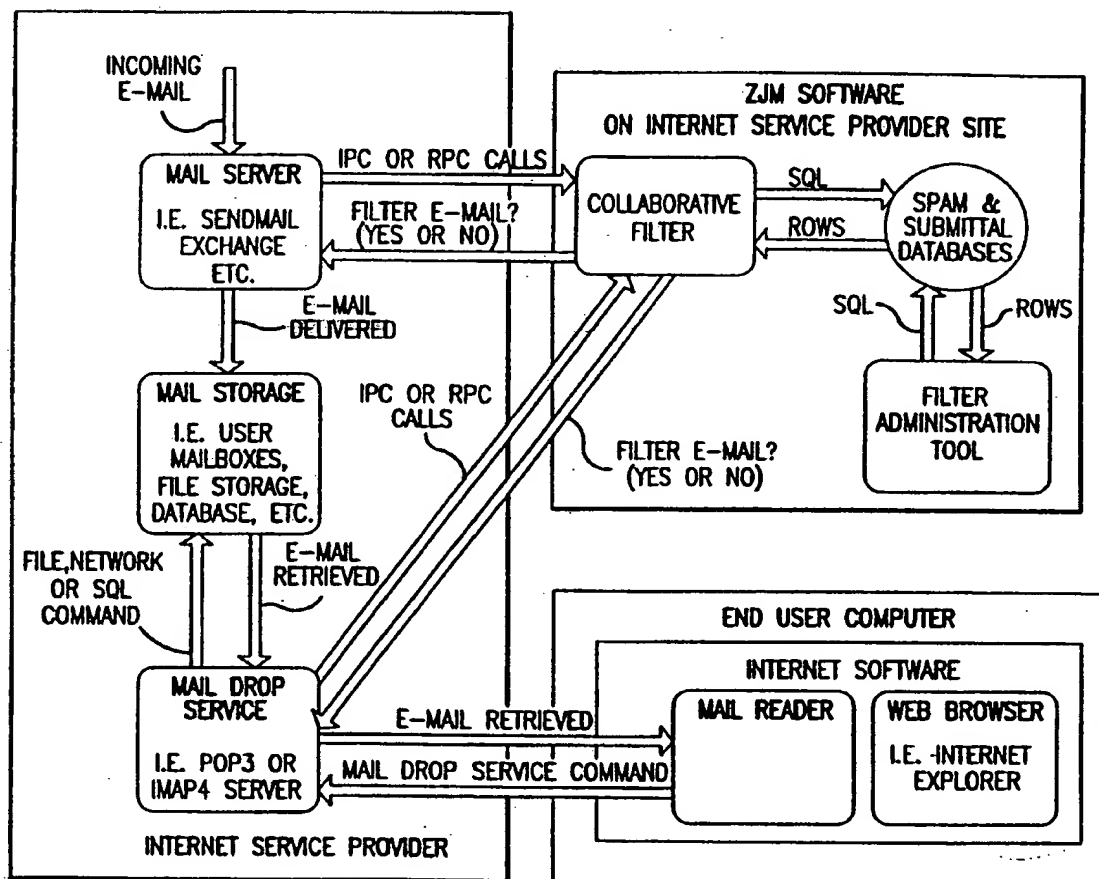 INCOMING
E-MAIL
MAIL SERVER
I.E. SENDMAIL
EXCHANGE
ETC.
IPC OR RPC CALLS
FILTER E-MAIL?
(YES OR NO)
E-MAIL
DELIVERED
MAIL STORAGE
I.E. USER
MAILBOXES,
FILE STORAGE,
DATABASE, ETC.
FILE, NETWORK
OR SQL
COMMAND
E-MAIL
RETRIEVED
MAIL DROP
SERVICE
I.E. POP3 OR
IMAP4 SERVER
INTERNET SERVICE PROVIDER
ZJM SOFTWARE
ON INTERNET SERVICE PROVIDER SITE
COLLABORATIVE
FILTER
SQL
ROWS
SPAM &
SUBMITTAL
DATABASES
SQL
ROWS
FILTER
ADMINISTRATION
TOOL
IPC OR RPC
CALLS
FILTER E-MAIL?
(YES OR NO)
E-MAIL RETRIEVED
MAIL DROP SERVICE COMMAND
END USER COMPUTER
INTERNET SOFTWARE
MAIL READER
WEB BROWSER
I.E. -INTERNET
EXPLORER